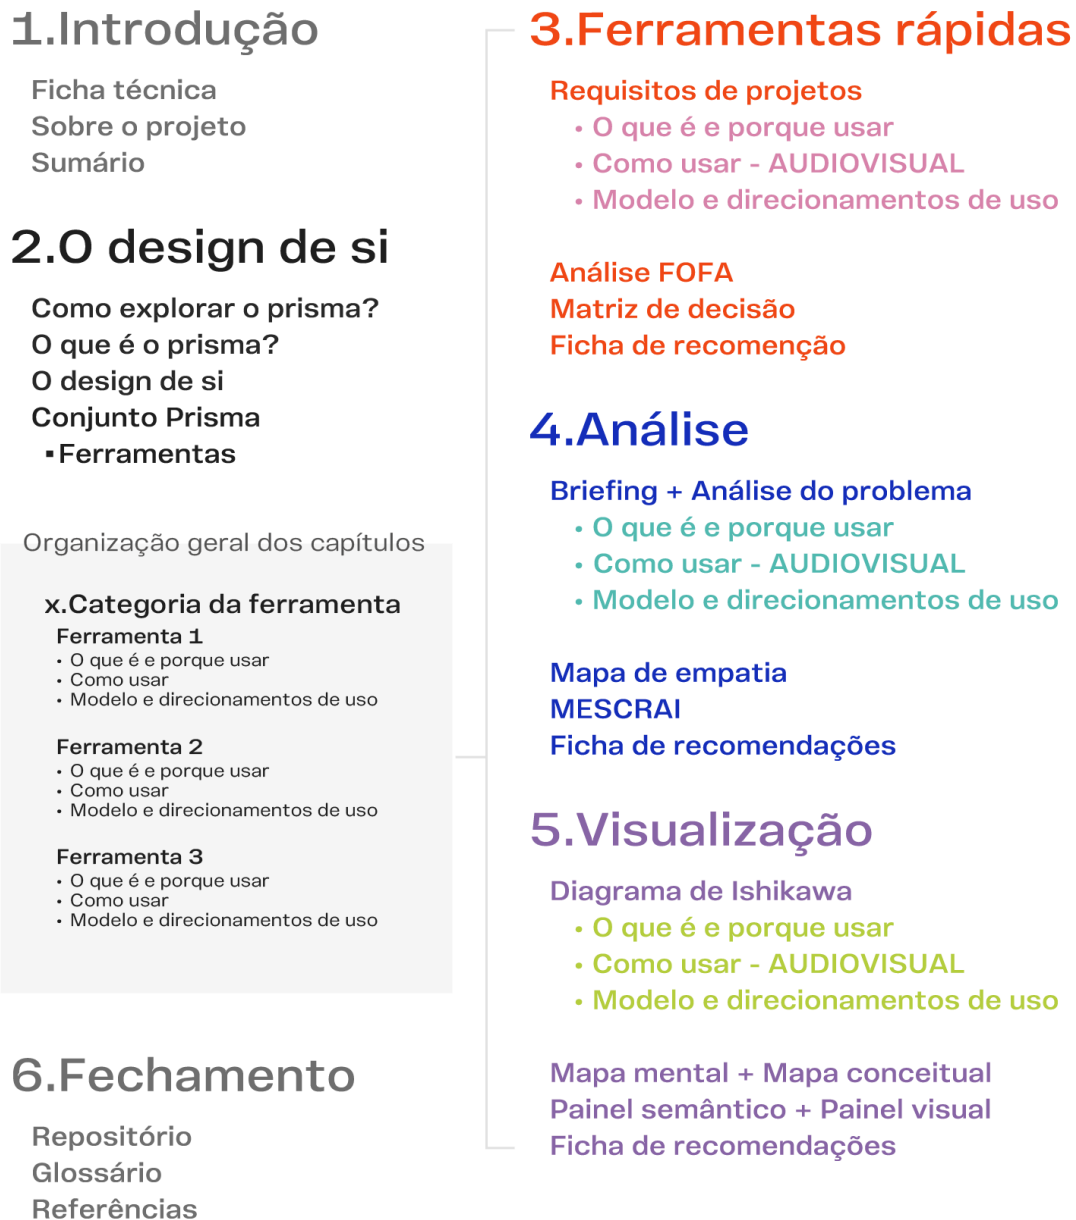 1.Introdução
Ficha técnica
Sobre o projeto
Sumário
2.O design de si
Como explorar o prisma?
O que é o prisma?
O design de si
Conjunto Prisma
▪Ferramentas
Organização geral dos capítulos
x.Categoria da ferramenta
Ferramenta 1
• O que é e porque usar
• Como usar
• Modelo e direcionamentos de uso
Ferramenta 2
• O que é e porque usar
• Como usar
• Modelo e direcionamentos de uso
Ferramenta 3
• O que é e porque usar
• Como usar
• Modelo e direcionamentos de uso
3.Ferramentas rápidas
Requisitos de projetos
• O que é e porque usar
• Como usar - AUDIOVISUAL
• Modelo e direcionamentos de uso
Análise FOFA
Matriz de decisão
Ficha de recomenção
4.Análise
Briefing + Análise do problema
• O que é e porque usar
• Como usar - AUDIOVISUAL
• Modelo e direcionamentos de uso
Mapa de empatia
MESCRAI
Ficha de recomendações
5.Visualização
Diagrama de Ishikawa
• O que é e porque usar
• Como usar - AUDIOVISUAL
• Modelo e direcionamentos de uso
Mapa mental + Mapa conceitual
Painel semântico + Painel visual
Ficha de recomendações
6.Fechamento
Repositório
Glossário
Referências